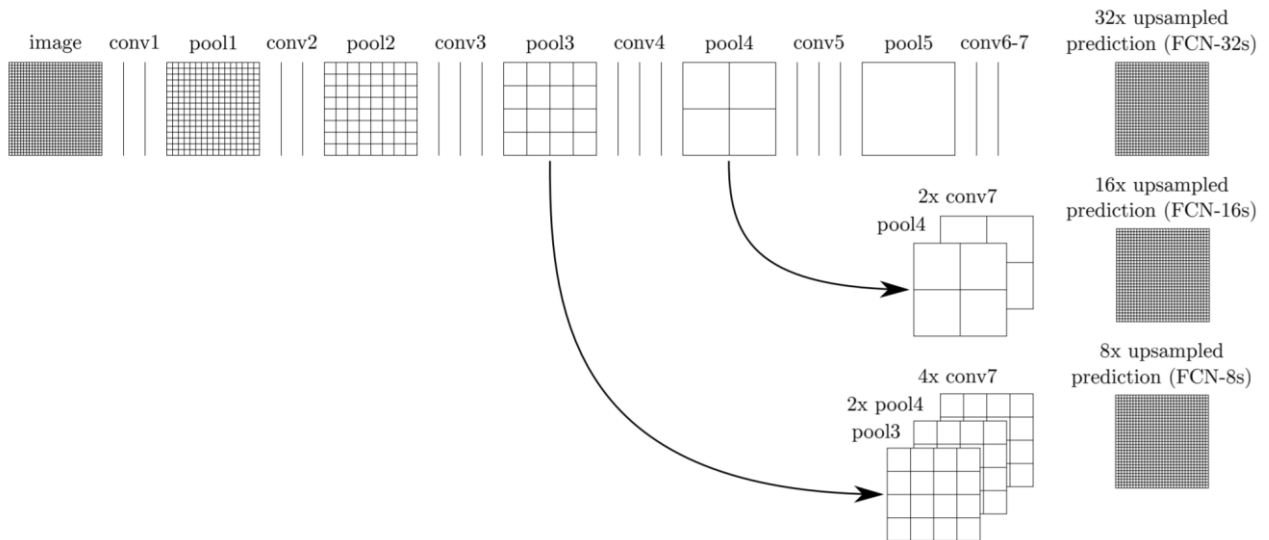 image
conv1
pool1
conv2
pool2
conv3
pool3
conv4
pool4
conv5
pool5
conv6-7
32x upsampled
prediction (FCN-32s)
2x conv7
pool4
16x upsampled
prediction (FCN-16s)
4x conv7
2x pool4
pool3
8x upsampled
prediction (FCN-8s)